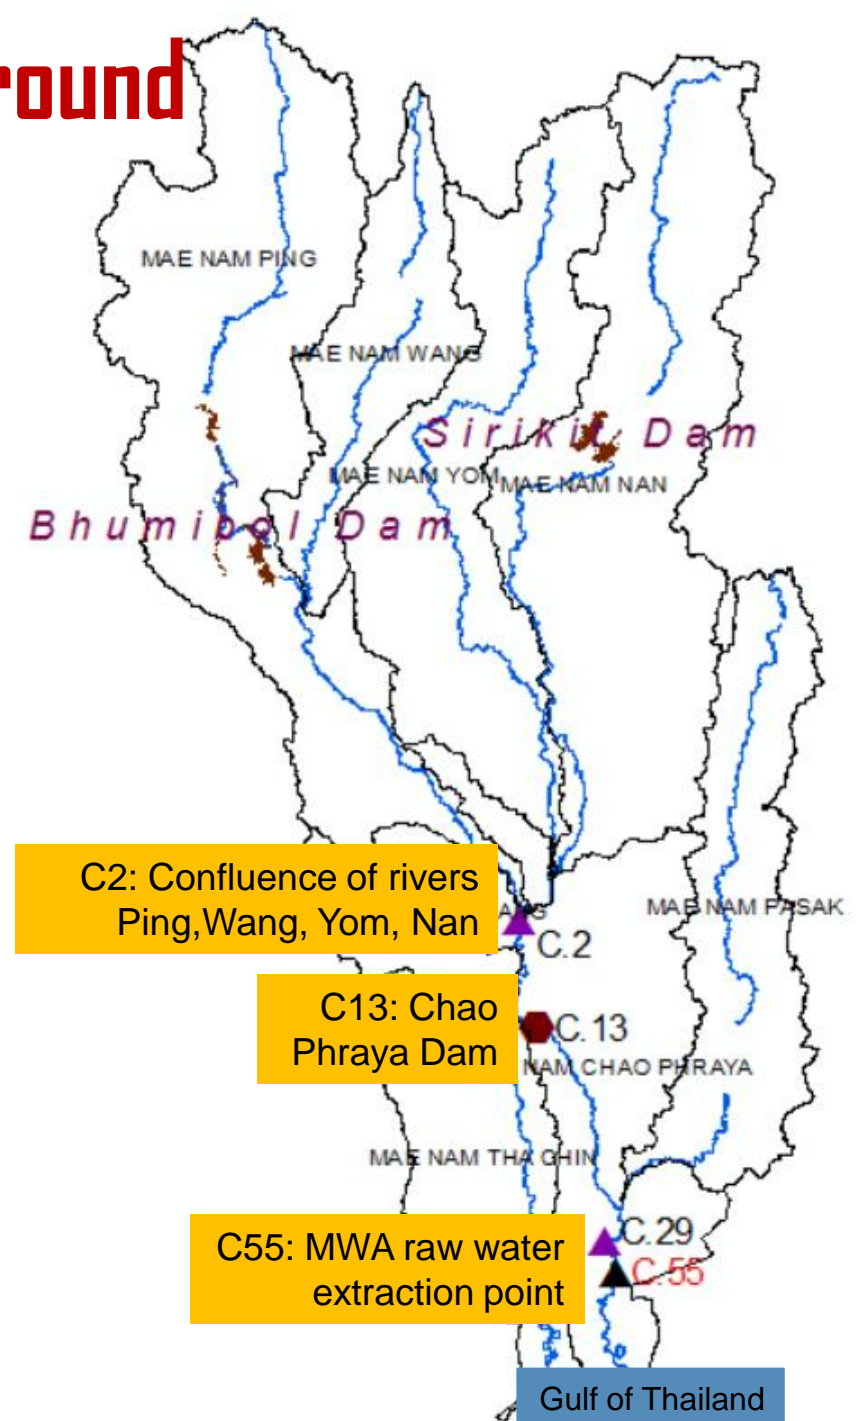 round
MAE NAM PING
MAE NAM WANG
Sirikit Dam
MAE NAM YOM
MAE NAM NAN
Bhumibol Dam
C2: Confluence of rivers
Ping,Wang, Yom, Nan
MAE NAM PASAK
C.2
C13: Chao
Phraya Dam
C.13
NAM CHAO PHRAYA
MAE NAM THA CHIN
C55: MWA raw water
extraction point
C.29
C.55
Gulf of Thailand